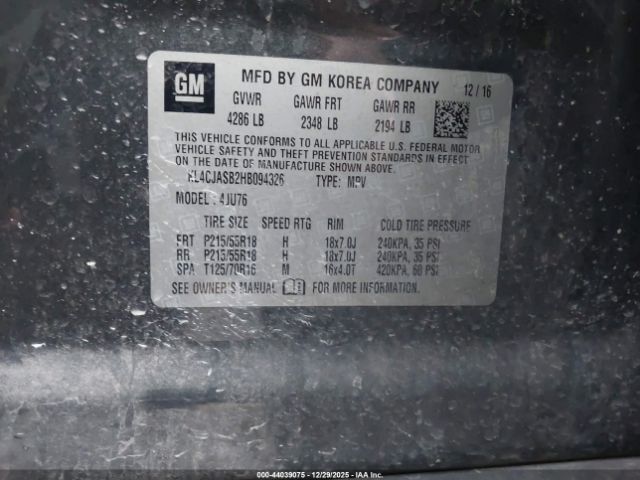 GM
MFD BY GM KOREA COMPANY 12 / 16
GVWR GAWR FRT GAWR RR
4286 LB 2348 LB 2194 LB
THIS VEHICLE CONFORMS TO ALL APPLICABLE U.S. FEDERAL MOTOR
VEHICLE SAFETY AND THEFT PREVENTION STANDARDS IN EFFECT
ON THE DATE OF MANUFACTURE SHOWN ABOVE.
KL4CJASB2HB094326 TYPE: MPV
MODEL : 4JU76
TIRE SIZE SPEED RTG RIM COLD TIRE PRESSURE
FRT P215/55R18 H 18x7.0J 240KPA, 35 PSI
RR P215/55R18 H 18x7.0J 240KPA, 35 PSI
SPA T125/70R16 M 16x4.0T 420KPA, 60 PSI
SEE OWNER'S MANUAL FOR MORE INFORMATION.
000-44039075 - 12/29/2025 - IAAI.COM